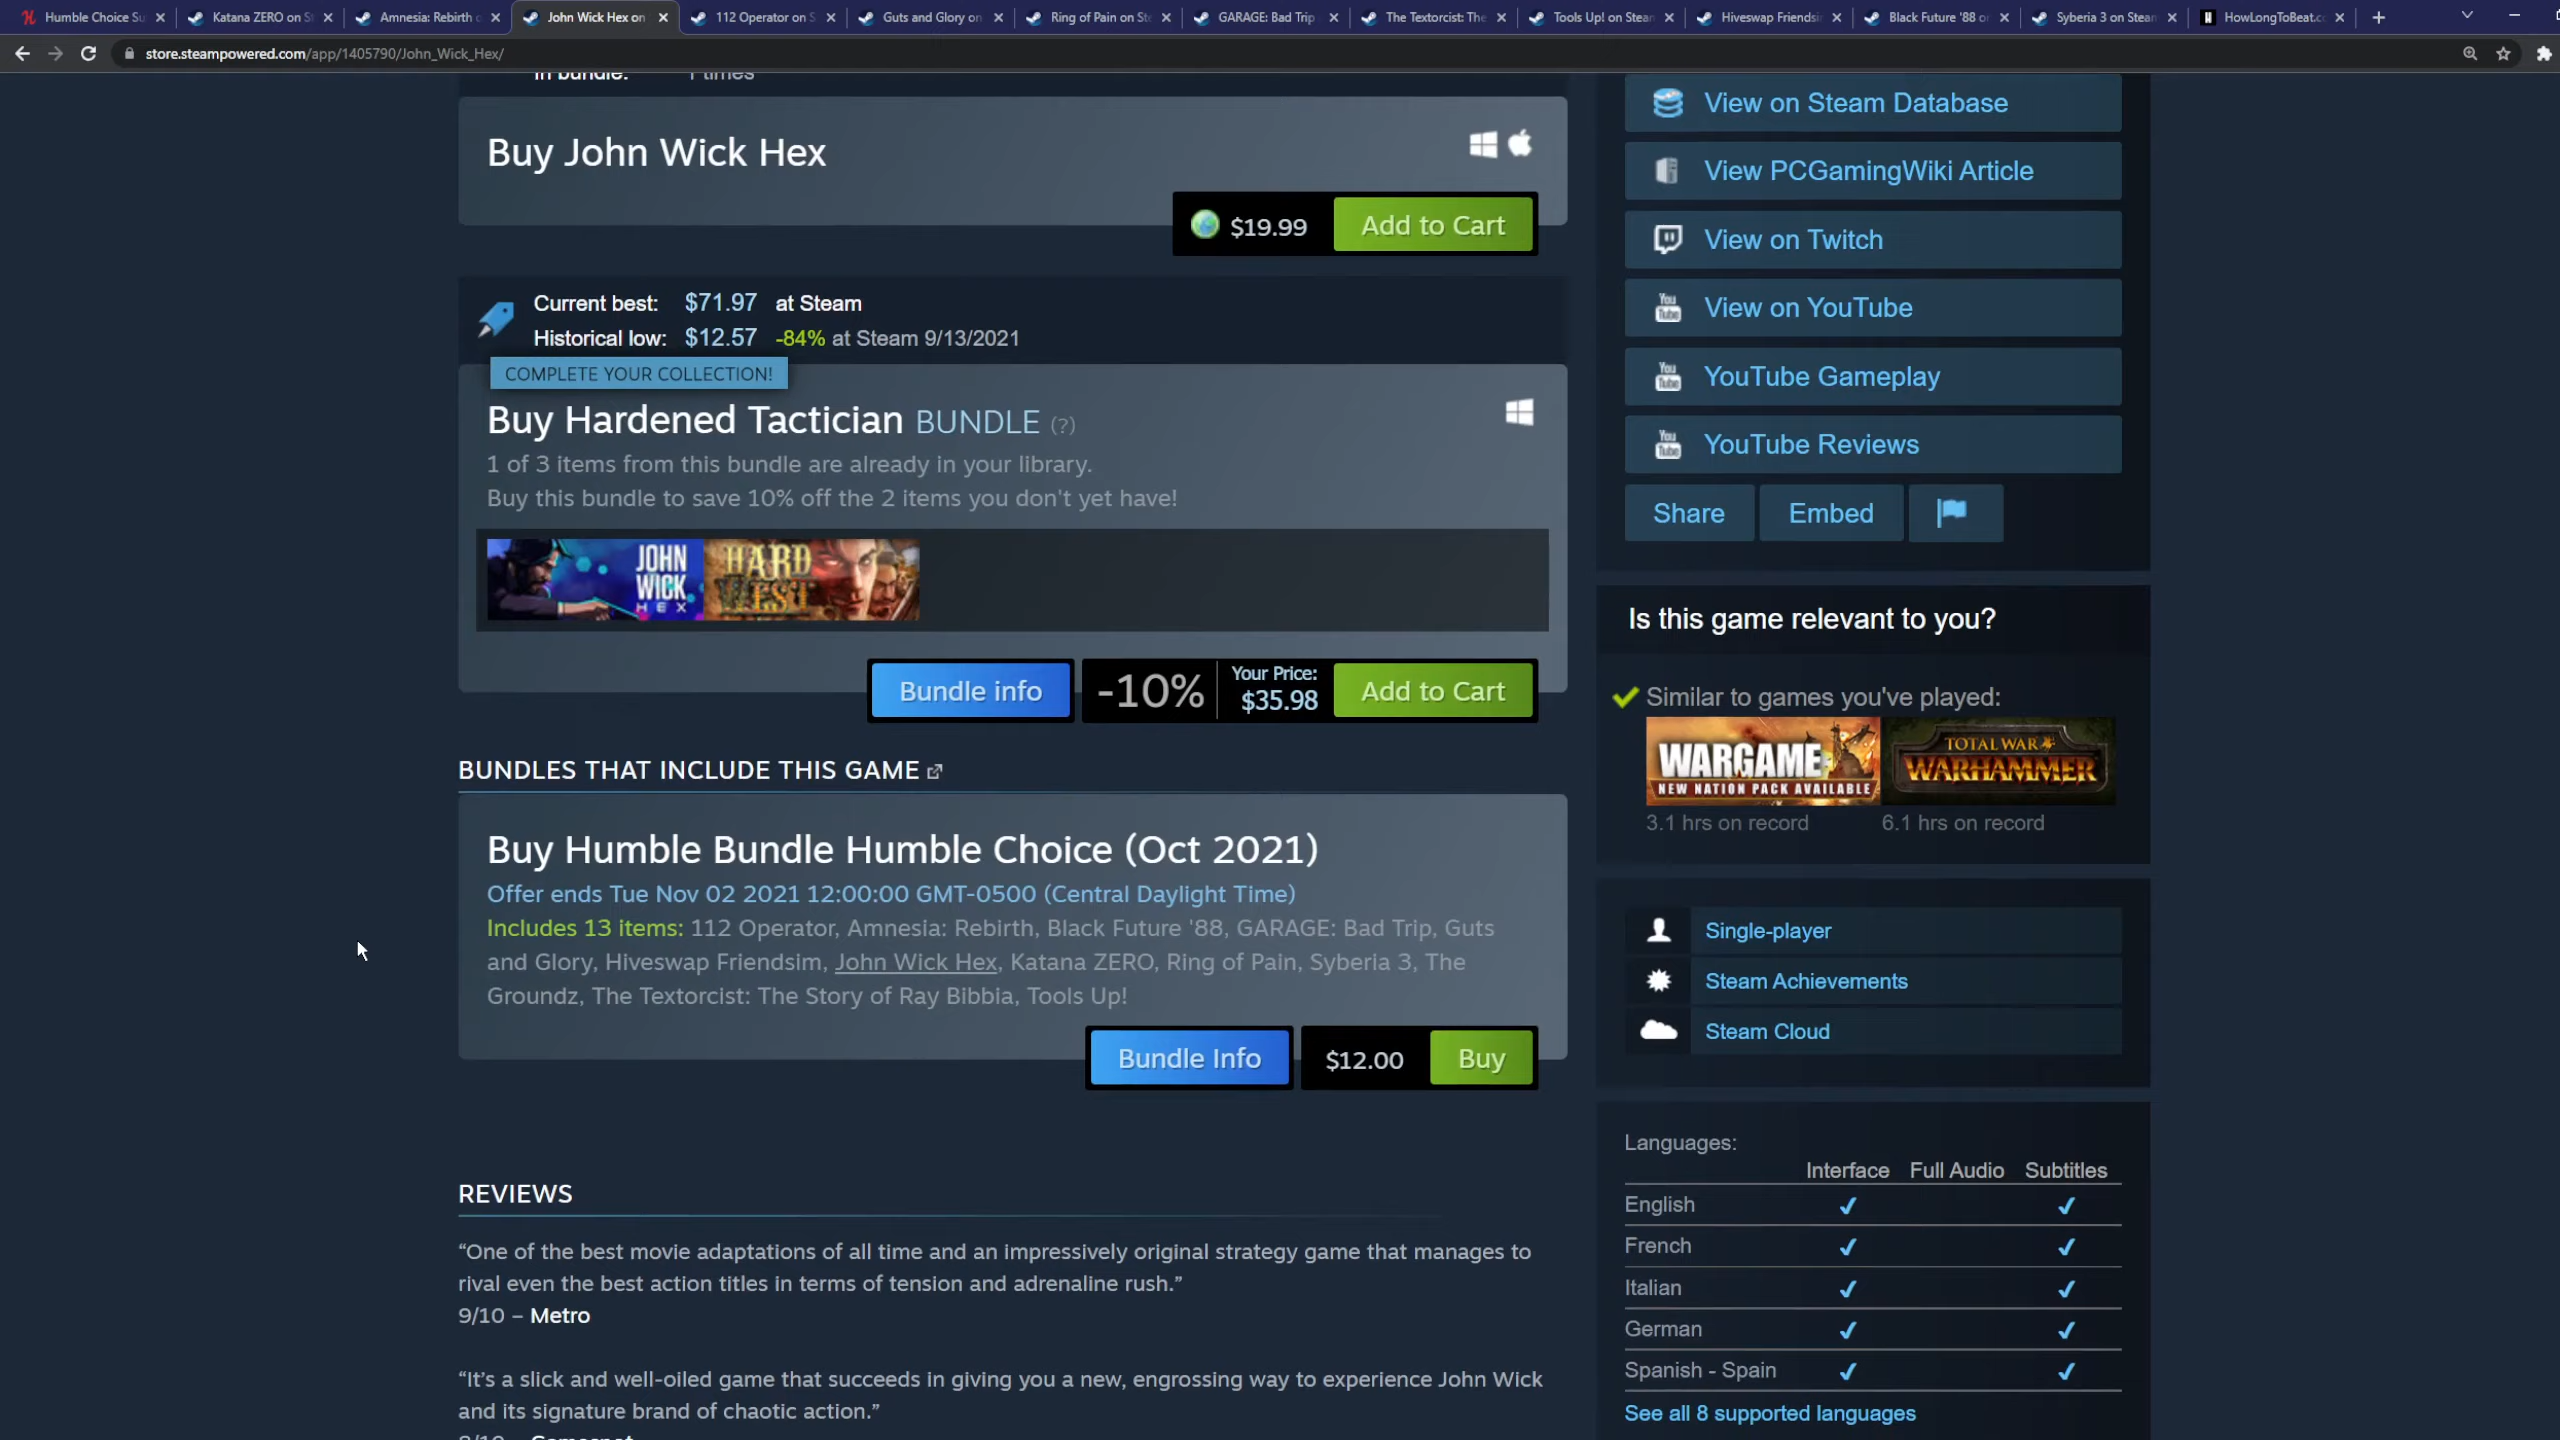 Humble Choice Su
Katana ZERO on S
Amnesia: Rebirth o
John Wick Hex on
112 Operator on S
Guts and Glory on
Ring of Pain on Ste
GARAGE: Bad Trip
The Textorcist: The
Tools Up! on Steam
Hiveswap Friendsi
Black Future '88 on
Syberia 3 on Steam
HowLongToBeat.c
store.steampowered.com/app/1405790/John_Wick_Hex/
In bundle: 1 times
Buy John Wick Hex
$19.99 Add to Cart
Current best: $71.97 at Steam
Historical low: $12.57 -84% at Steam 9/13/2021
COMPLETE YOUR COLLECTION!
Buy Hardened Tactician BUNDLE (?)
1 of 3 items from this bundle are already in your library.
Buy this bundle to save 10% off the 2 items you don't yet have!
JOHN
WICK
HEX
HARD
WEST
Bundle info -10% Your Price:
$35.98 Add to Cart
BUNDLES THAT INCLUDE THIS GAME
Buy Humble Bundle Humble Choice (Oct 2021)
Offer ends Tue Nov 02 2021 12:00:00 GMT-0500 (Central Daylight Time)
Includes 13 items: 112 Operator, Amnesia: Rebirth, Black Future '88, GARAGE: Bad Trip, Guts
and Glory, Hiveswap Friendsim, John Wick Hex, Katana ZERO, Ring of Pain, Syberia 3, The
Groundz, The Textorcist: The Story of Ray Bibbia, Tools Up!
Bundle Info $12.00 Buy
REVIEWS
“One of the best movie adaptations of all time and an impressively original strategy game that manages to
rival even the best action titles in terms of tension and adrenaline rush.”
9/10 – Metro
“It’s a slick and well-oiled game that succeeds in giving you a new, engrossing way to experience John Wick
and its signature brand of chaotic action.”
View on Steam Database
View PCGamingWiki Article
View on Twitch
You
Tube
View on YouTube
You
Tube
YouTube Gameplay
You
Tube
YouTube Reviews
Share Embed
Is this game relevant to you?
Similar to games you've played:
WARGAME
NEW NATION PACK AVAILABLE
TOTAL WAR
WARHAMMER
3.1 hrs on record 6.1 hrs on record
Single-player
Steam Achievements
Steam Cloud
Languages:
Interface Full Audio Subtitles
English ✔ ✔
French ✔ ✔
Italian ✔ ✔
German ✔ ✔
Spanish - Spain ✔ ✔
See all 8 supported languages